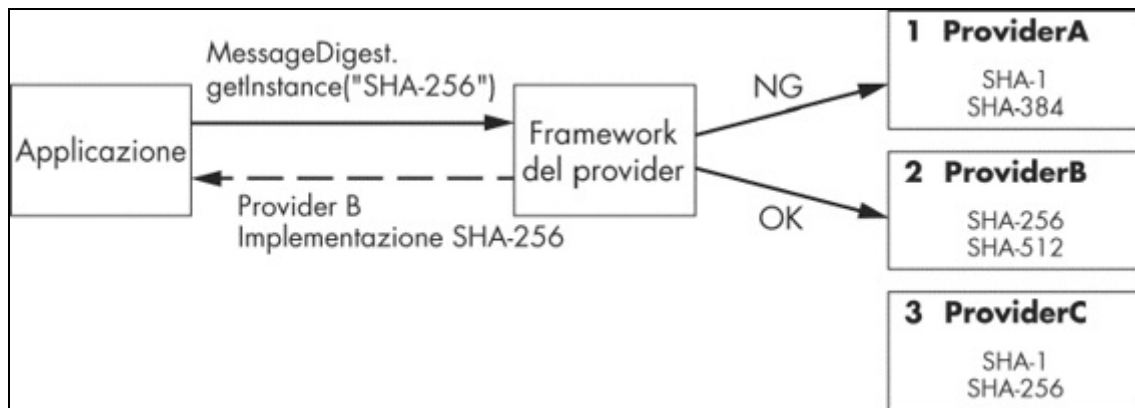 MessageDigest.
getInstance("SHA-256")
Applicazione
Framework
del provider
Provider B
Implementazione SHA-256
NG
OK
1 ProviderA
SHA-1
SHA-384
2 ProviderB
SHA-256
SHA-512
3 ProviderC
SHA-1
SHA-256